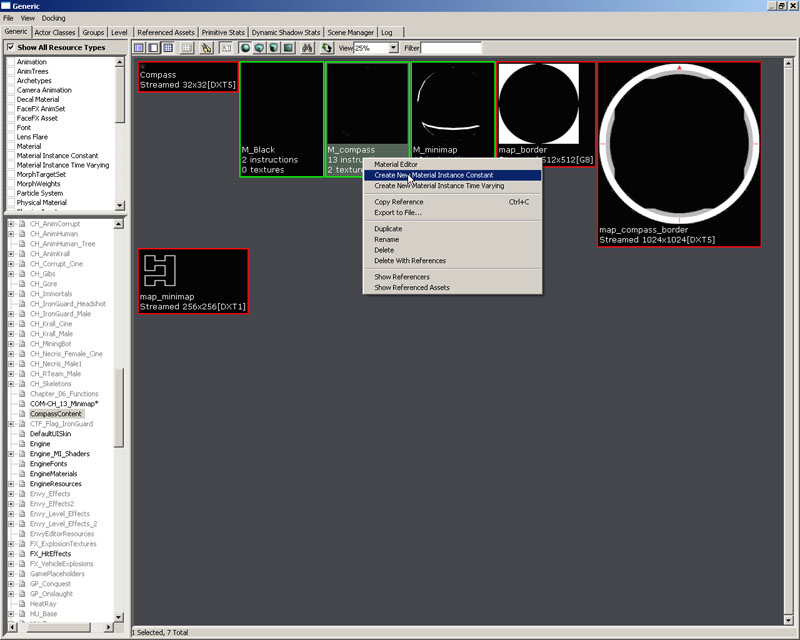 Generic
File View Docking
Generic Actor Classes Groups Level Referenced Assets Primitive Stats Dynamic Shadow Stats Scene Manager Log
Show All Resource Types
View 25% Filter
Animation
AnimTrees
Archetypes
Camera Animation
Decal Material
FaceFX AnimSet
FaceFX Asset
Font
Lens Flare
Material
Material Instance Constant
Material Instance Time Varying
MorphTargetSet
MorphWeights
Particle System
Physical Material
CH_AnimCorrupt
CH_AnimHuman
CH_AnimHuman_Tree
CH_AnimKrall
CH_Corrupt_Cine
CH_Gibs
CH_Gore
CH_Immortals
CH_IronGuard_Headshot
CH_IronGuard_Male
CH_Krall_Cine
CH_Krall_Male
CH_MiningBot
CH_Necris_Female_Cine
CH_Necris_Male1
CH_RTeam_Male
CH_Skeletons
Chapter_06_Functions
COM-CH_13_Minimap*
CompassContent
CTF_Flag_IronGuard
DefaultUISkin
Engine
Engine_MI_Shaders
EngineFonts
EngineMaterials
EngineResources
Envy_Effects
Envy_Effects2
Envy_Level_Effects
Envy_Level_Effects_2
EnvyEditorResources
FX_ExplosionTextures
FX_HitEffects
FX_VehicleExplosions
GamePlaceholders
GP_Conquest
GP_Onslaught
HeatRay
HU_Base
Compass
Streamed 32x32[DXT5]
M_Black
2 instructions
0 textures
M_compass
13 instru
2 textur
M_minimap
map_border
512x512[G8]
map_compass_border
Streamed 1024x1024[DXT5]
map_minimap
Streamed 256x256[DXT1]
Material Editor
Create New Material Instance Constant
Create New Material Instance Time Varying
Copy Reference Ctrl+C
Export to File...
Duplicate
Rename
Delete
Delete With References
Show Referencers
Show Referenced Assets
1 Selected, 7 Total